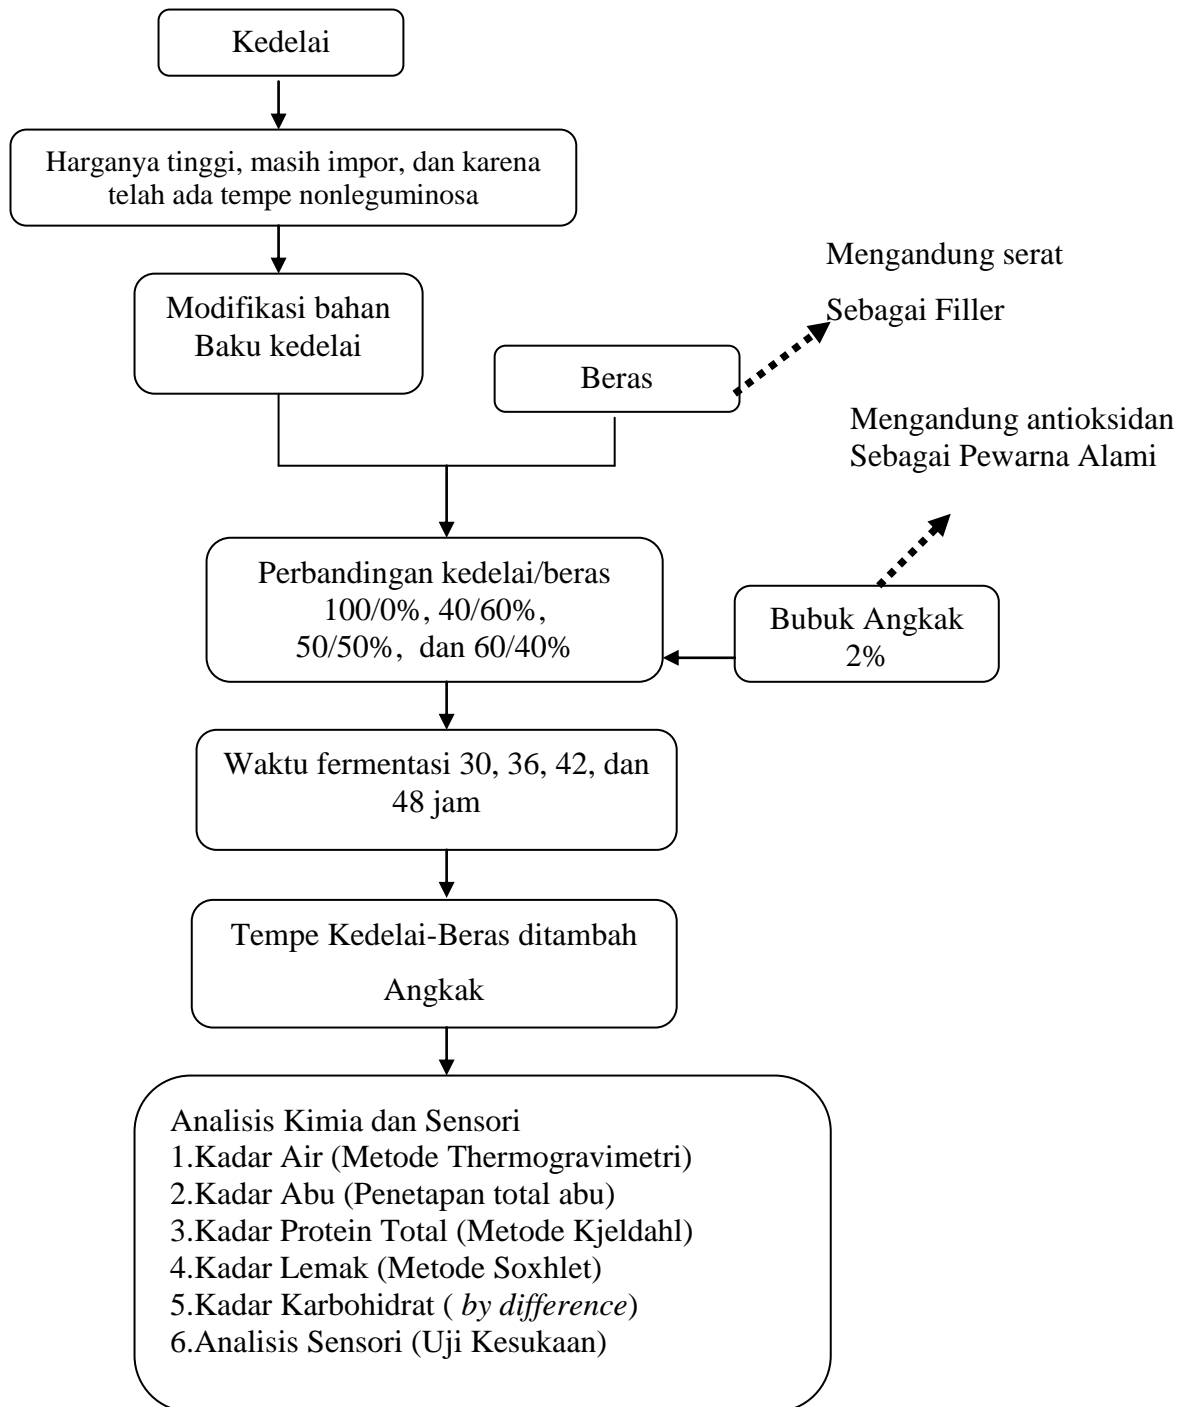 Kedelai
Harganya tinggi, masih impor, dan karena
telah ada tempe nonleguminosa
Modifikasi bahan
Baku kedelai
Mengandung serat
Sebagai Filler
Beras
Mengandung antioksidan
Sebagai Pewarna Alami
Perbandingan kedelai/beras
100/0%, 40/60%,
50/50%, dan 60/40%
Bubuk Angkak
2%
Waktu fermentasi 30, 36, 42, dan
48 jam
Tempe Kedelai-Beras ditambah
Angkak
Analisis Kimia dan Sensori
1.Kadar Air (Metode Thermogravimetri)
2.Kadar Abu (Penetapan total abu)
3.Kadar Protein Total (Metode Kjeldahl)
4.Kadar Lemak (Metode Soxhlet)
5.Kadar Karbohidrat ( by difference)
6.Analisis Sensori (Uji Kesukaan)